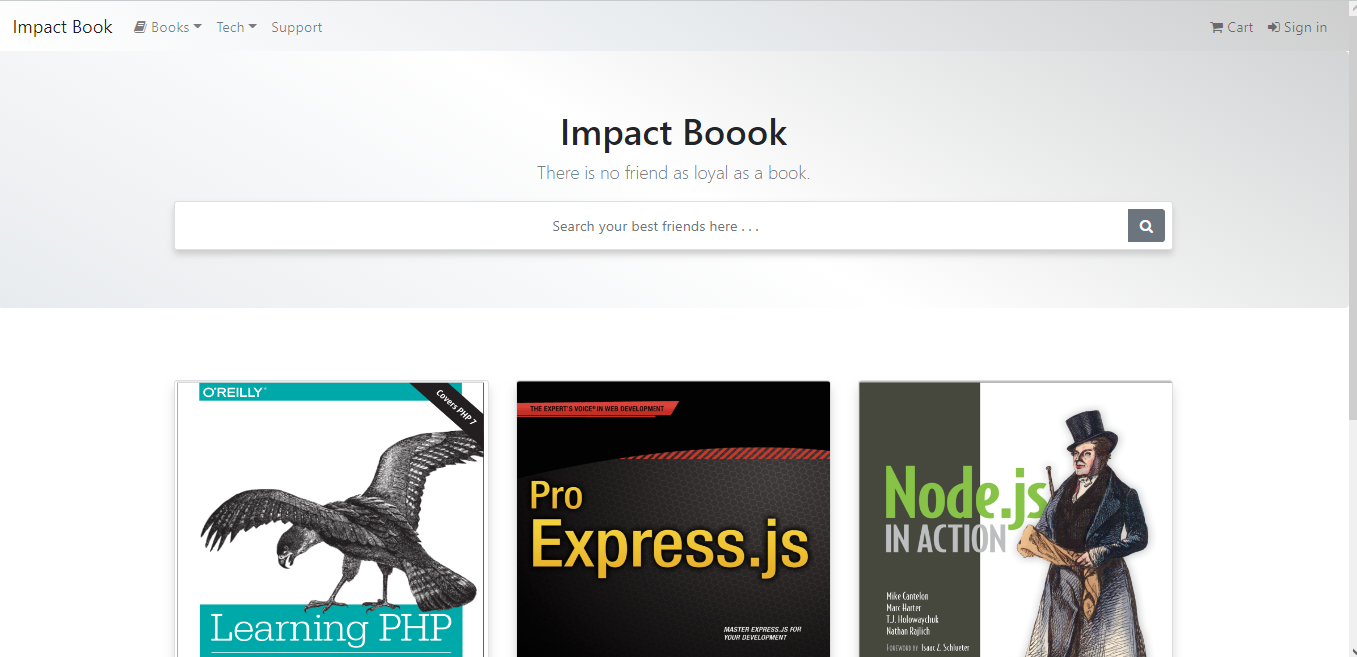 Impact Book Books Tech Support Cart Sign in
Impact Boook
There is no friend as loyal as a book.
Search your best friends here . . .
O'REILLY
Covers PHP 7
Learning PHP
THE EXPERT'S VOICE® IN WEB DEVELOPMENT
Pro
Express.js
MASTER EXPRESS.JS FOR
YOUR DEVELOPMENT
Node.js
IN ACTION
Mike Cantelon
Marc Harter
T.J. Holowaychuk
Nathan Rajlich
FOREWORD BY Isaac Z. Schlueter